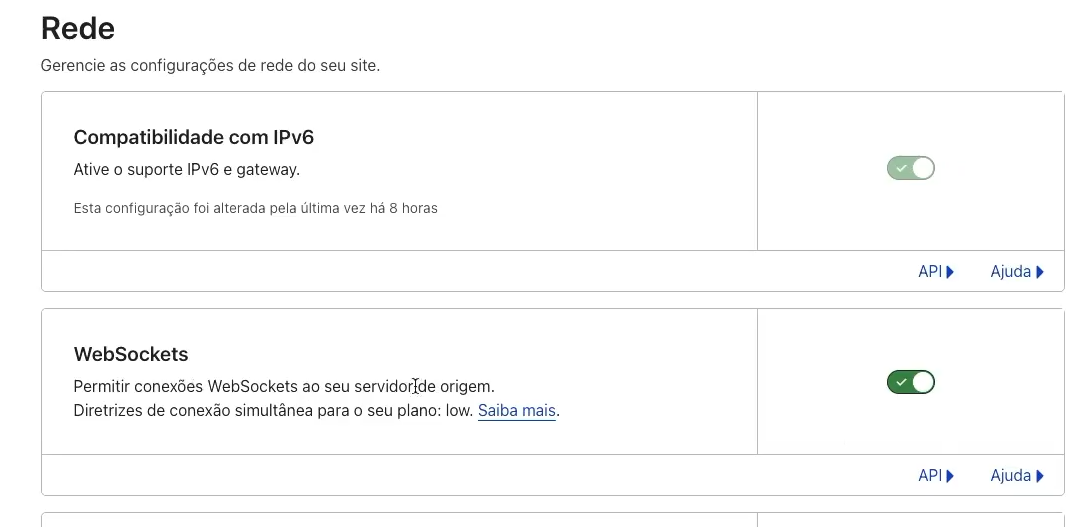 Rede
Gerencie as configurações de rede do seu site.
Compatibilidade com IPv6
Ative o suporte IPv6 e gateway.
Esta configuração foi alterada pela última vez há 8 horas
API
Ajuda
WebSockets
Permitir conexões WebSockets ao seu servidor de origem.
Diretrizes de conexão simultânea para o seu plano: low. Saiba mais.
API
Ajuda